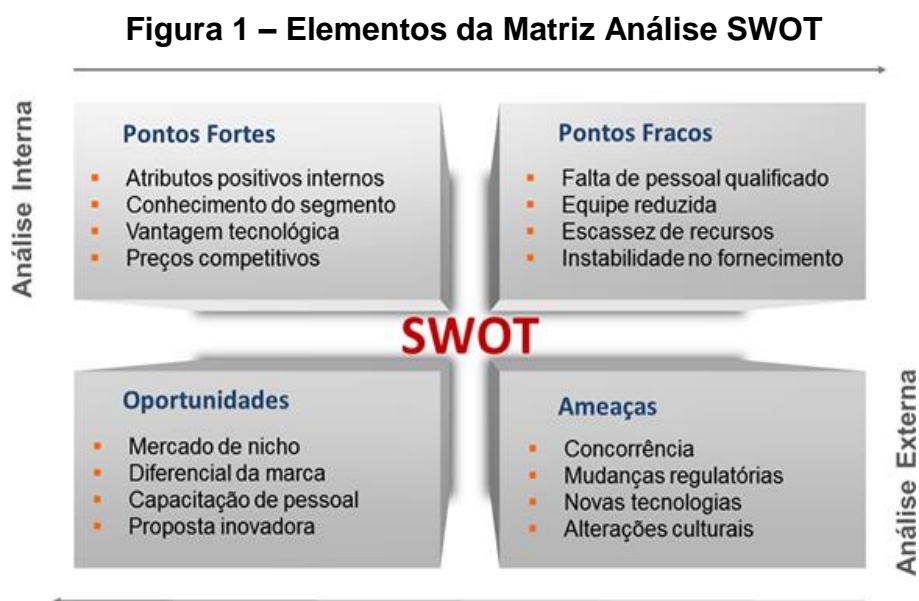 Figura 1 – Elementos da Matriz Análise SWOT
Análise Interna
Pontos Fortes
Atributos positivos internos
Conhecimento do segmento
Vantagem tecnológica
Preços competitivos
Pontos Fracos
Falta de pessoal qualificado
Equipe reduzida
Escassez de recursos
Instabilidade no fornecimento
SWOT
Oportunidades
Mercado de nicho
Diferencial da marca
Capacitação de pessoal
Proposta inovadora
Ameaças
Concorrência
Mudanças regulatórias
Novas tecnologias
Alterações culturais
Análise Externa